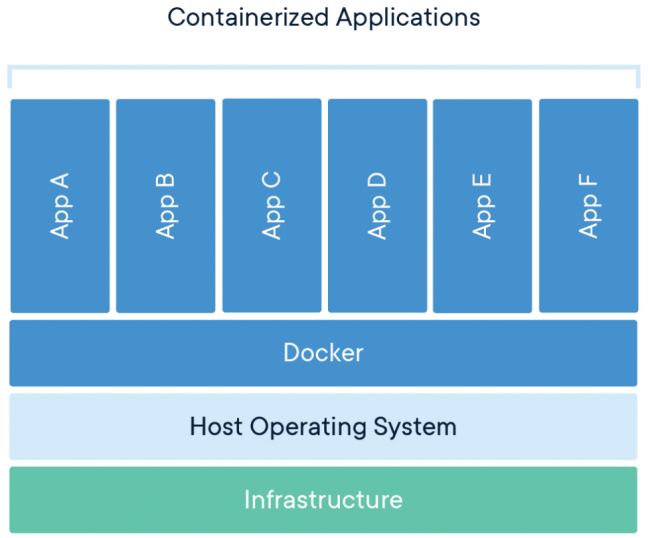 Containerized Applications
App A
App B
App C
App D
App E
App F
Docker
Host Operating System
Infrastructure